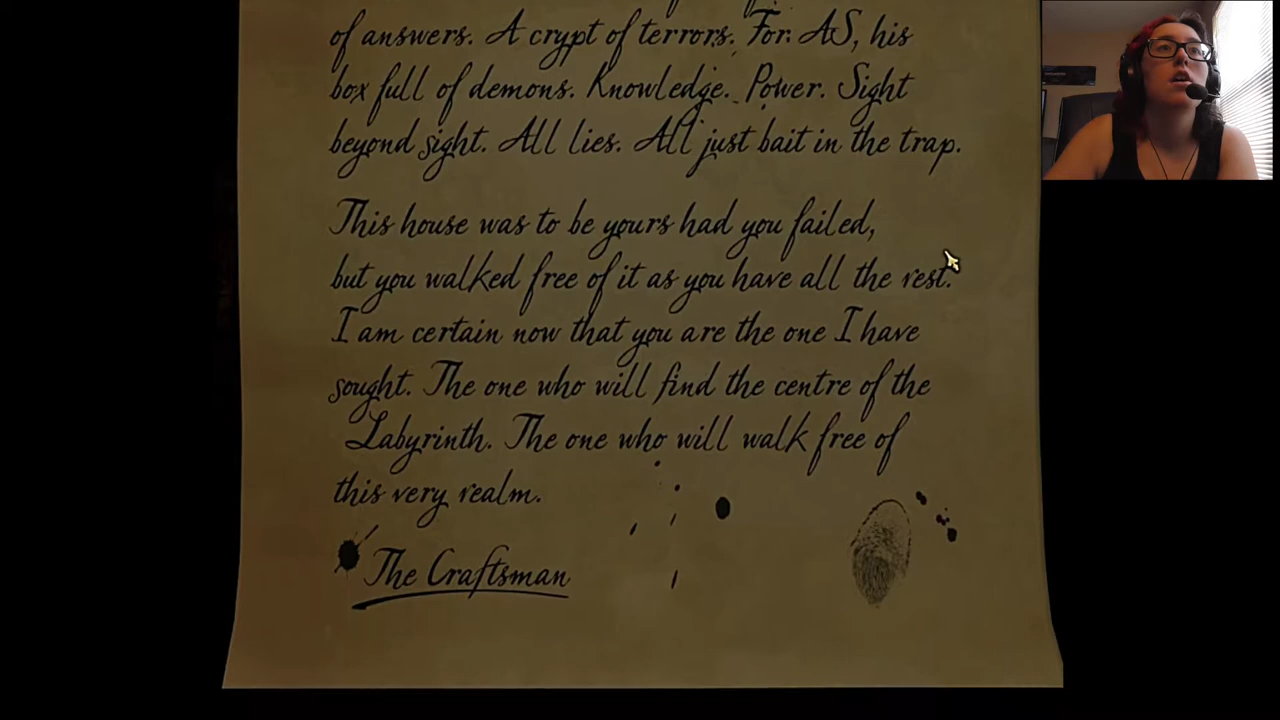 of answers. A crypt of terrors. For AS, his
box full of demons. Knowledge. Power. Sight
beyond sight. All lies. All just bait in the trap.
This house was to be yours had you failed,
but you walked free of it as you have all the rest.
I am certain now that you are the one I have
sought. The one who will find the centre of the
Labyrinth. The one who will walk free of
this very realm.
The Craftsman